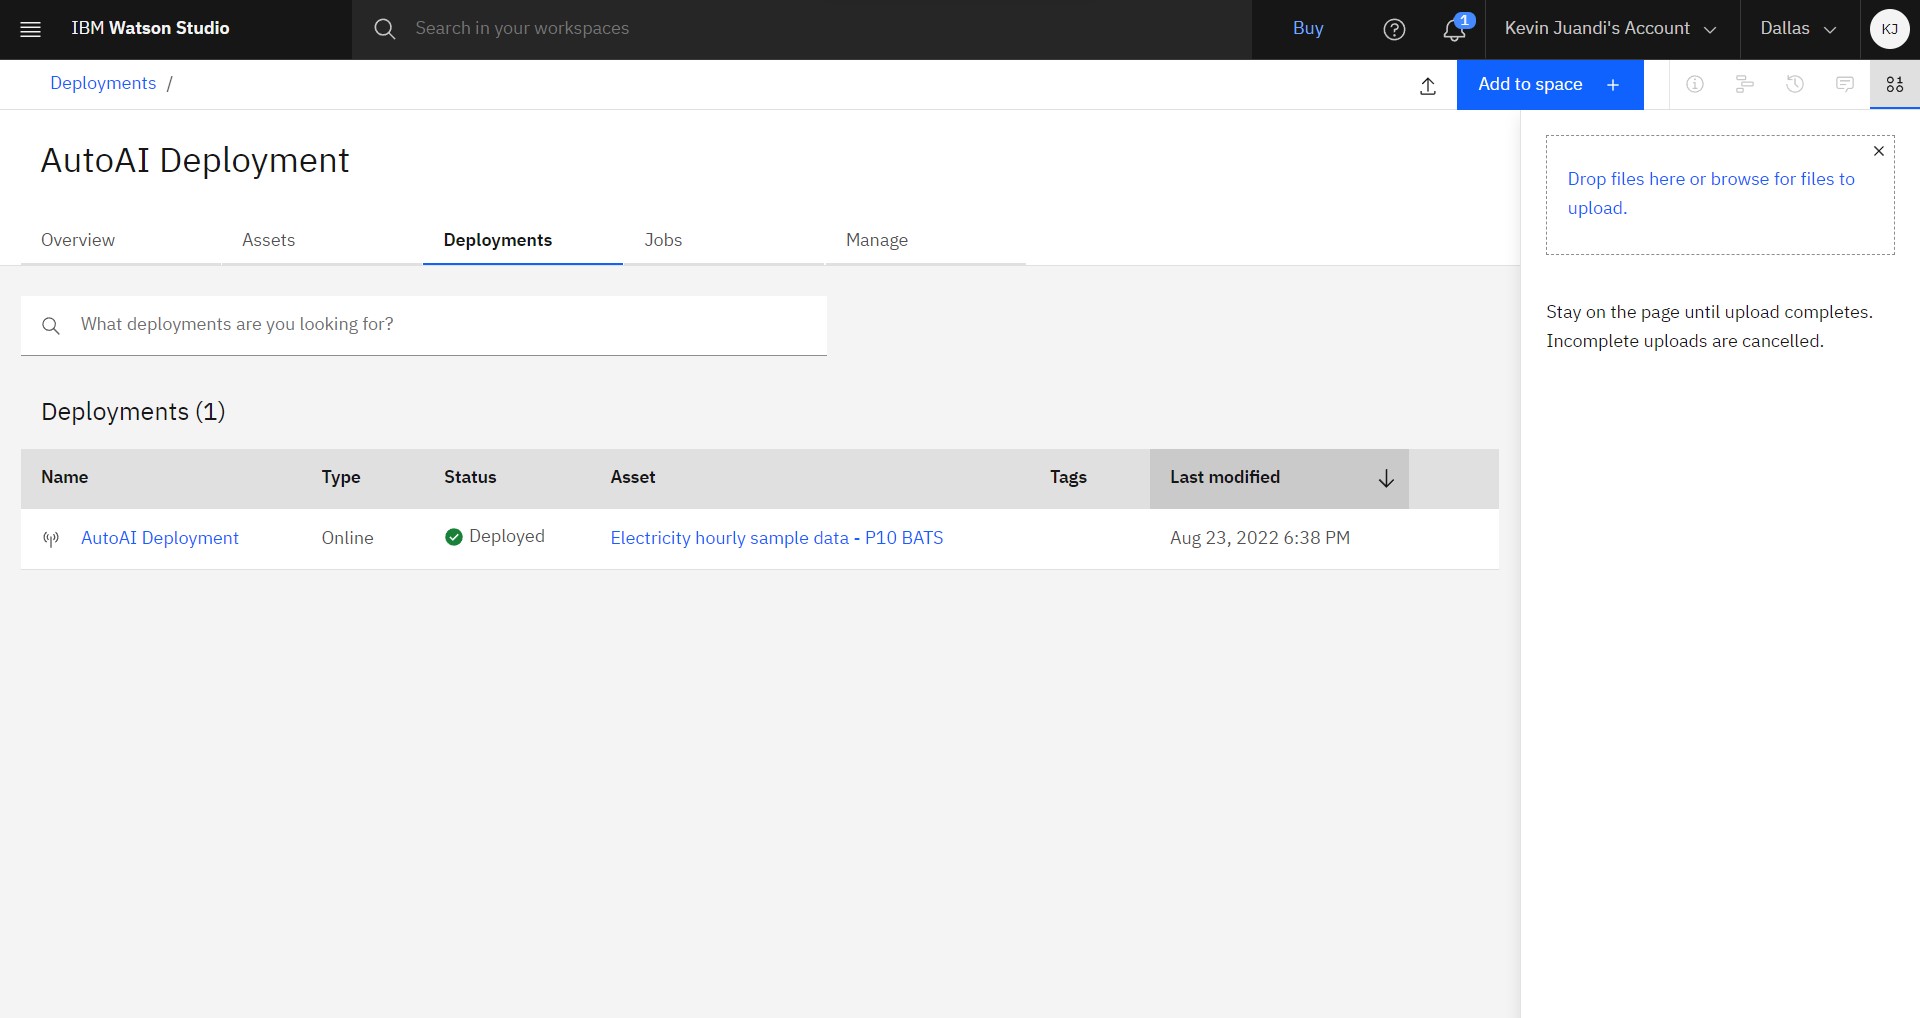 IBM Watson Studio
Search in your workspaces
Buy
1
Kevin Juandi's Account
Dallas
KJ
Deployments /
Add to space +
AutoAI Deployment
Overview
Assets
Deployments
Jobs
Manage
What deployments are you looking for?
Deployments (1)
Name Type Status Asset Tags Last modified
AutoAI Deployment Online Deployed Electricity hourly sample data - P10 BATS Aug 23, 2022 6:38 PM
Drop files here or browse for files to
upload.
Stay on the page until upload completes.
Incomplete uploads are cancelled.